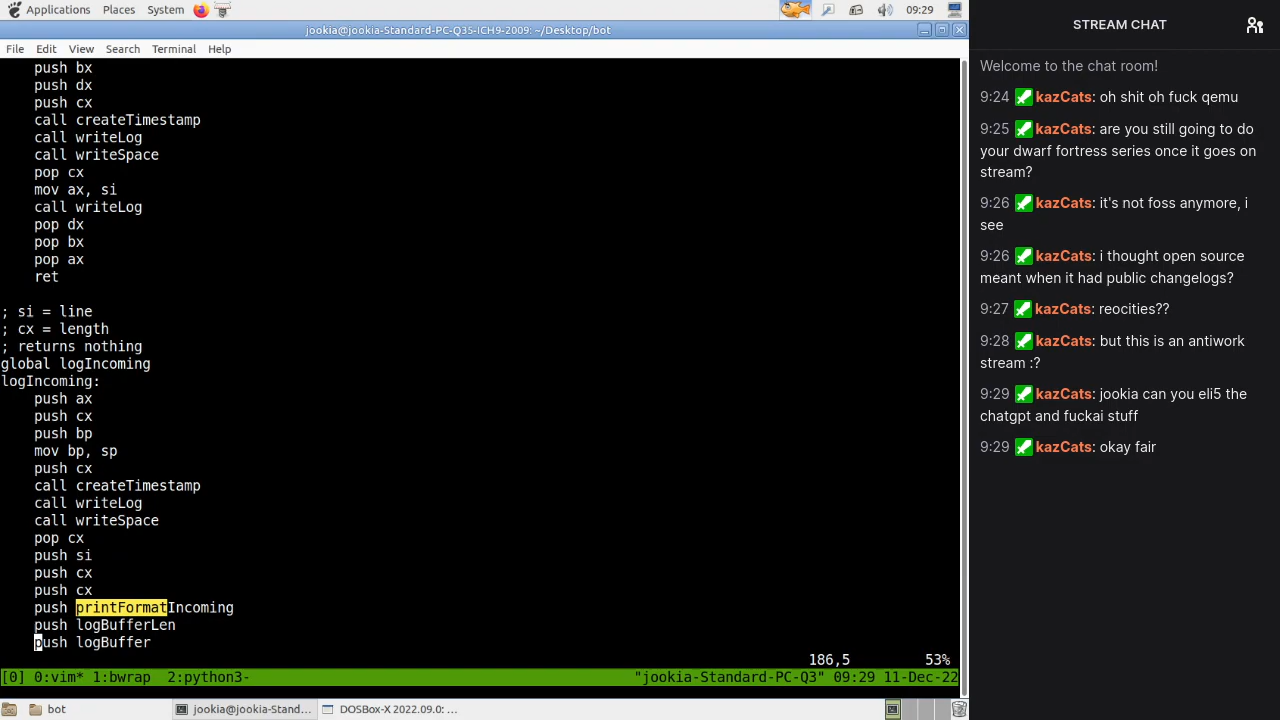 Applications Places System 09:29
jookia@jookia-Standard-PC-Q35-ICH9-2009: ~/Desktop/bot
File Edit View Search Terminal Help
push bx
push dx
push cx
call createTimestamp
call writeLog
call writeSpace
pop cx
mov ax, si
call writeLog
pop dx
pop bx
pop ax
ret
; si = line
; cx = length
; returns nothing
global logIncoming
logIncoming:
push ax
push cx
push bp
mov bp, sp
push cx
call createTimestamp
call writeLog
call writeSpace
pop cx
push si
push cx
push cx
push printFormatIncoming
push logBufferLen
push logBuffer
186,5 53%
[0] 0:vim* 1:bwrap 2:python3- "jookia-Standard-PC-Q3" 09:29 11-Dec-22
bot jookia@jookia-Stand... DOSBox-X 2022.09.0: ...
STREAM CHAT
Welcome to the chat room!
9:24 kazCats: oh shit oh fuck qemu
9:25 kazCats: are you still going to do
your dwarf fortress series once it goes on
stream?
9:26 kazCats: it's not foss anymore, i
see
9:26 kazCats: i thought open source
meant when it had public changelogs?
9:27 kazCats: reocities??
9:28 kazCats: but this is an antiwork
stream :?
9:29 kazCats: jookia can you eli5 the
chatgpt and fuckai stuff
9:29 kazCats: okay fair